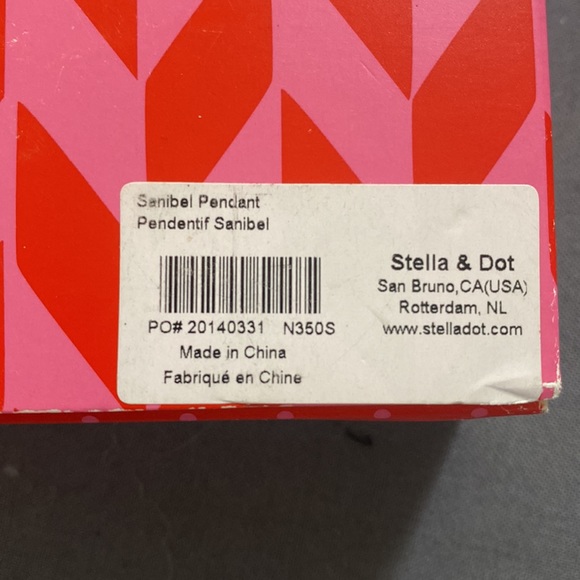 Sanibel Pendant
Pendentif Sanibel
PO# 20140331 N350S
Made in China
Fabriqué en Chine
Stella & Dot
San Bruno,CA(USA)
Rotterdam, NL
www.stelladot.com